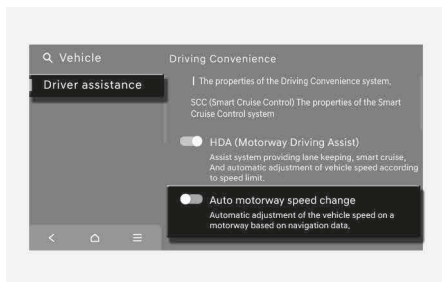 Vehicle
Driving Convenience
Driver assistance
The properties of the Driving Convenience system,
SCC (Smart Cruise Control) The properties of the Smart
Cruise Control system
HDA (Motorway Driving Assist)
Assist system providing lane keeping, smart cruise,
And automatic adjustment of vehicle speed according
to speed limit.
Auto motorway speed change
Automatic adjustment of the vehicle speed on a
motorway based on navigation data,